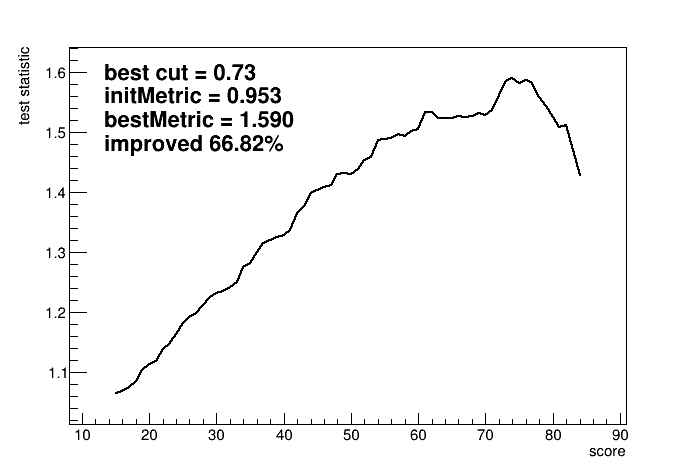 test statistic
best cut = 0.73
initMetric = 0.953
bestMetric = 1.590
improved 66.82%
1.6
1.5
1.4
1.3
1.2
1.1
10 20 30 40 50 60 70 80 90
score